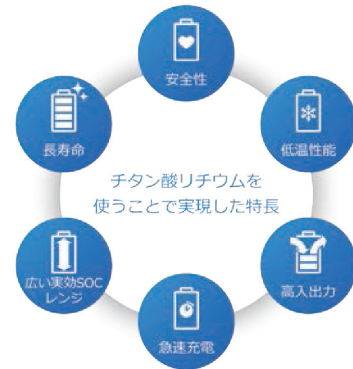 安全性
低温性能
高入出力
急速充電
広い実効SOC
レンジ
長寿命
チタン酸リチウムを
使うことで実現した特長